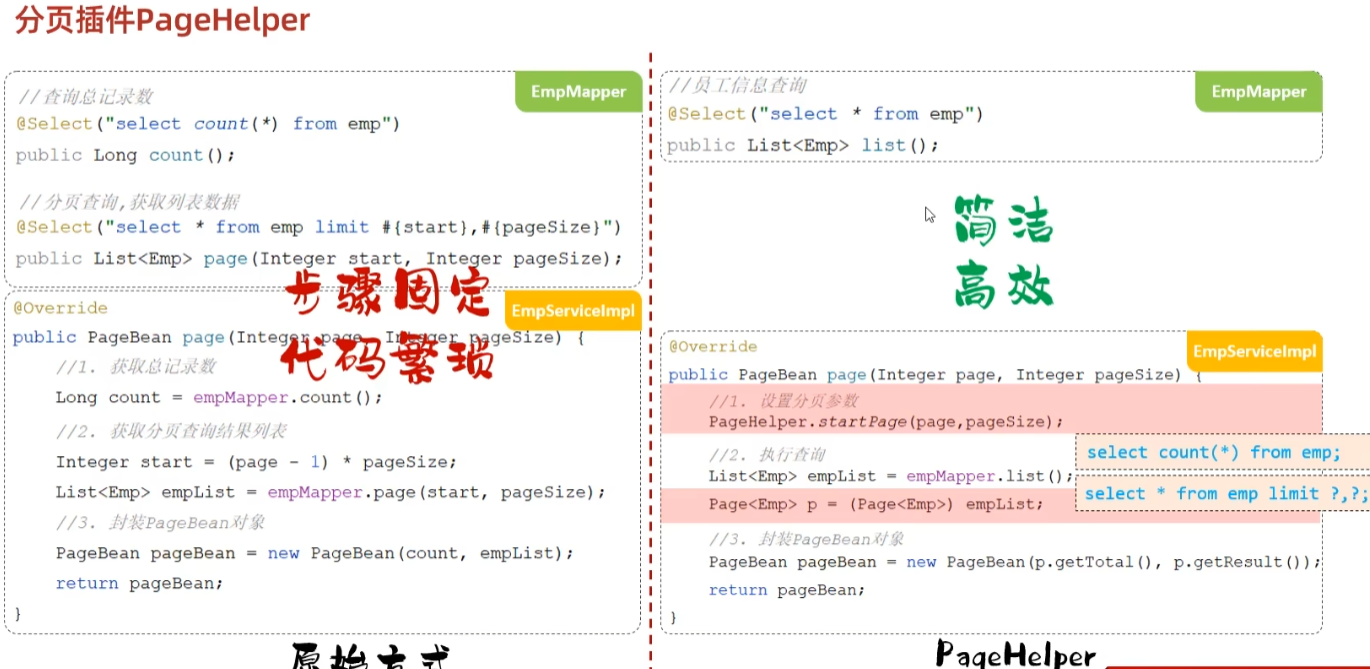 分页插件PageHelper
EmpMapper
//查询总记录数
@Select("select count(*) from emp")
public Long count();
//分页查询,获取列表数据
@Select("select * from emp limit #{start},#{pageSize}")
public List<Emp> page(Integer start, Integer pageSize);
步骤固定
代码繁琐
EmpServiceImpl
@Override
public PageBean page(Integer page, Integer pageSize) {
//1. 获取总记录数
Long count = empMapper.count();
//2. 获取分页查询结果列表
Integer start = (page - 1) * pageSize;
List<Emp> empList = empMapper.page(start, pageSize);
//3. 封装PageBean对象
PageBean pageBean = new PageBean(count, empList);
return pageBean;
}
原始方式
//员工信息查询
EmpMapper
@Select("select * from emp")
public List<Emp> list();
简洁
高效
@Override
EmpServiceImpl
public PageBean page(Integer page, Integer pageSize) {
//1. 设置分页参数
PageHelper.startPage(page,pageSize);
//2. 执行查询
List<Emp> empList = empMapper.list();
select count(*) from emp;
select * from emp limit ?,?;
Page<Emp> p = (Page<Emp>) empList;
//3. 封装PageBean对象
PageBean pageBean = new PageBean(p.getTotal(), p.getResult());
return pageBean;
}
PageHelper